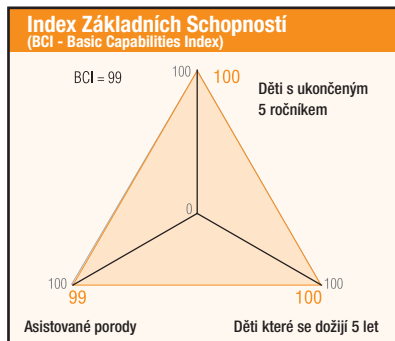 Index Základních Schopností
(BCI - Basic Capabilities Index)
BCI = 99
100
100
Děti s ukončeným
5 ročníkem
0
100
99
100
100
Asistované porody
Děti které se dožijí 5 let